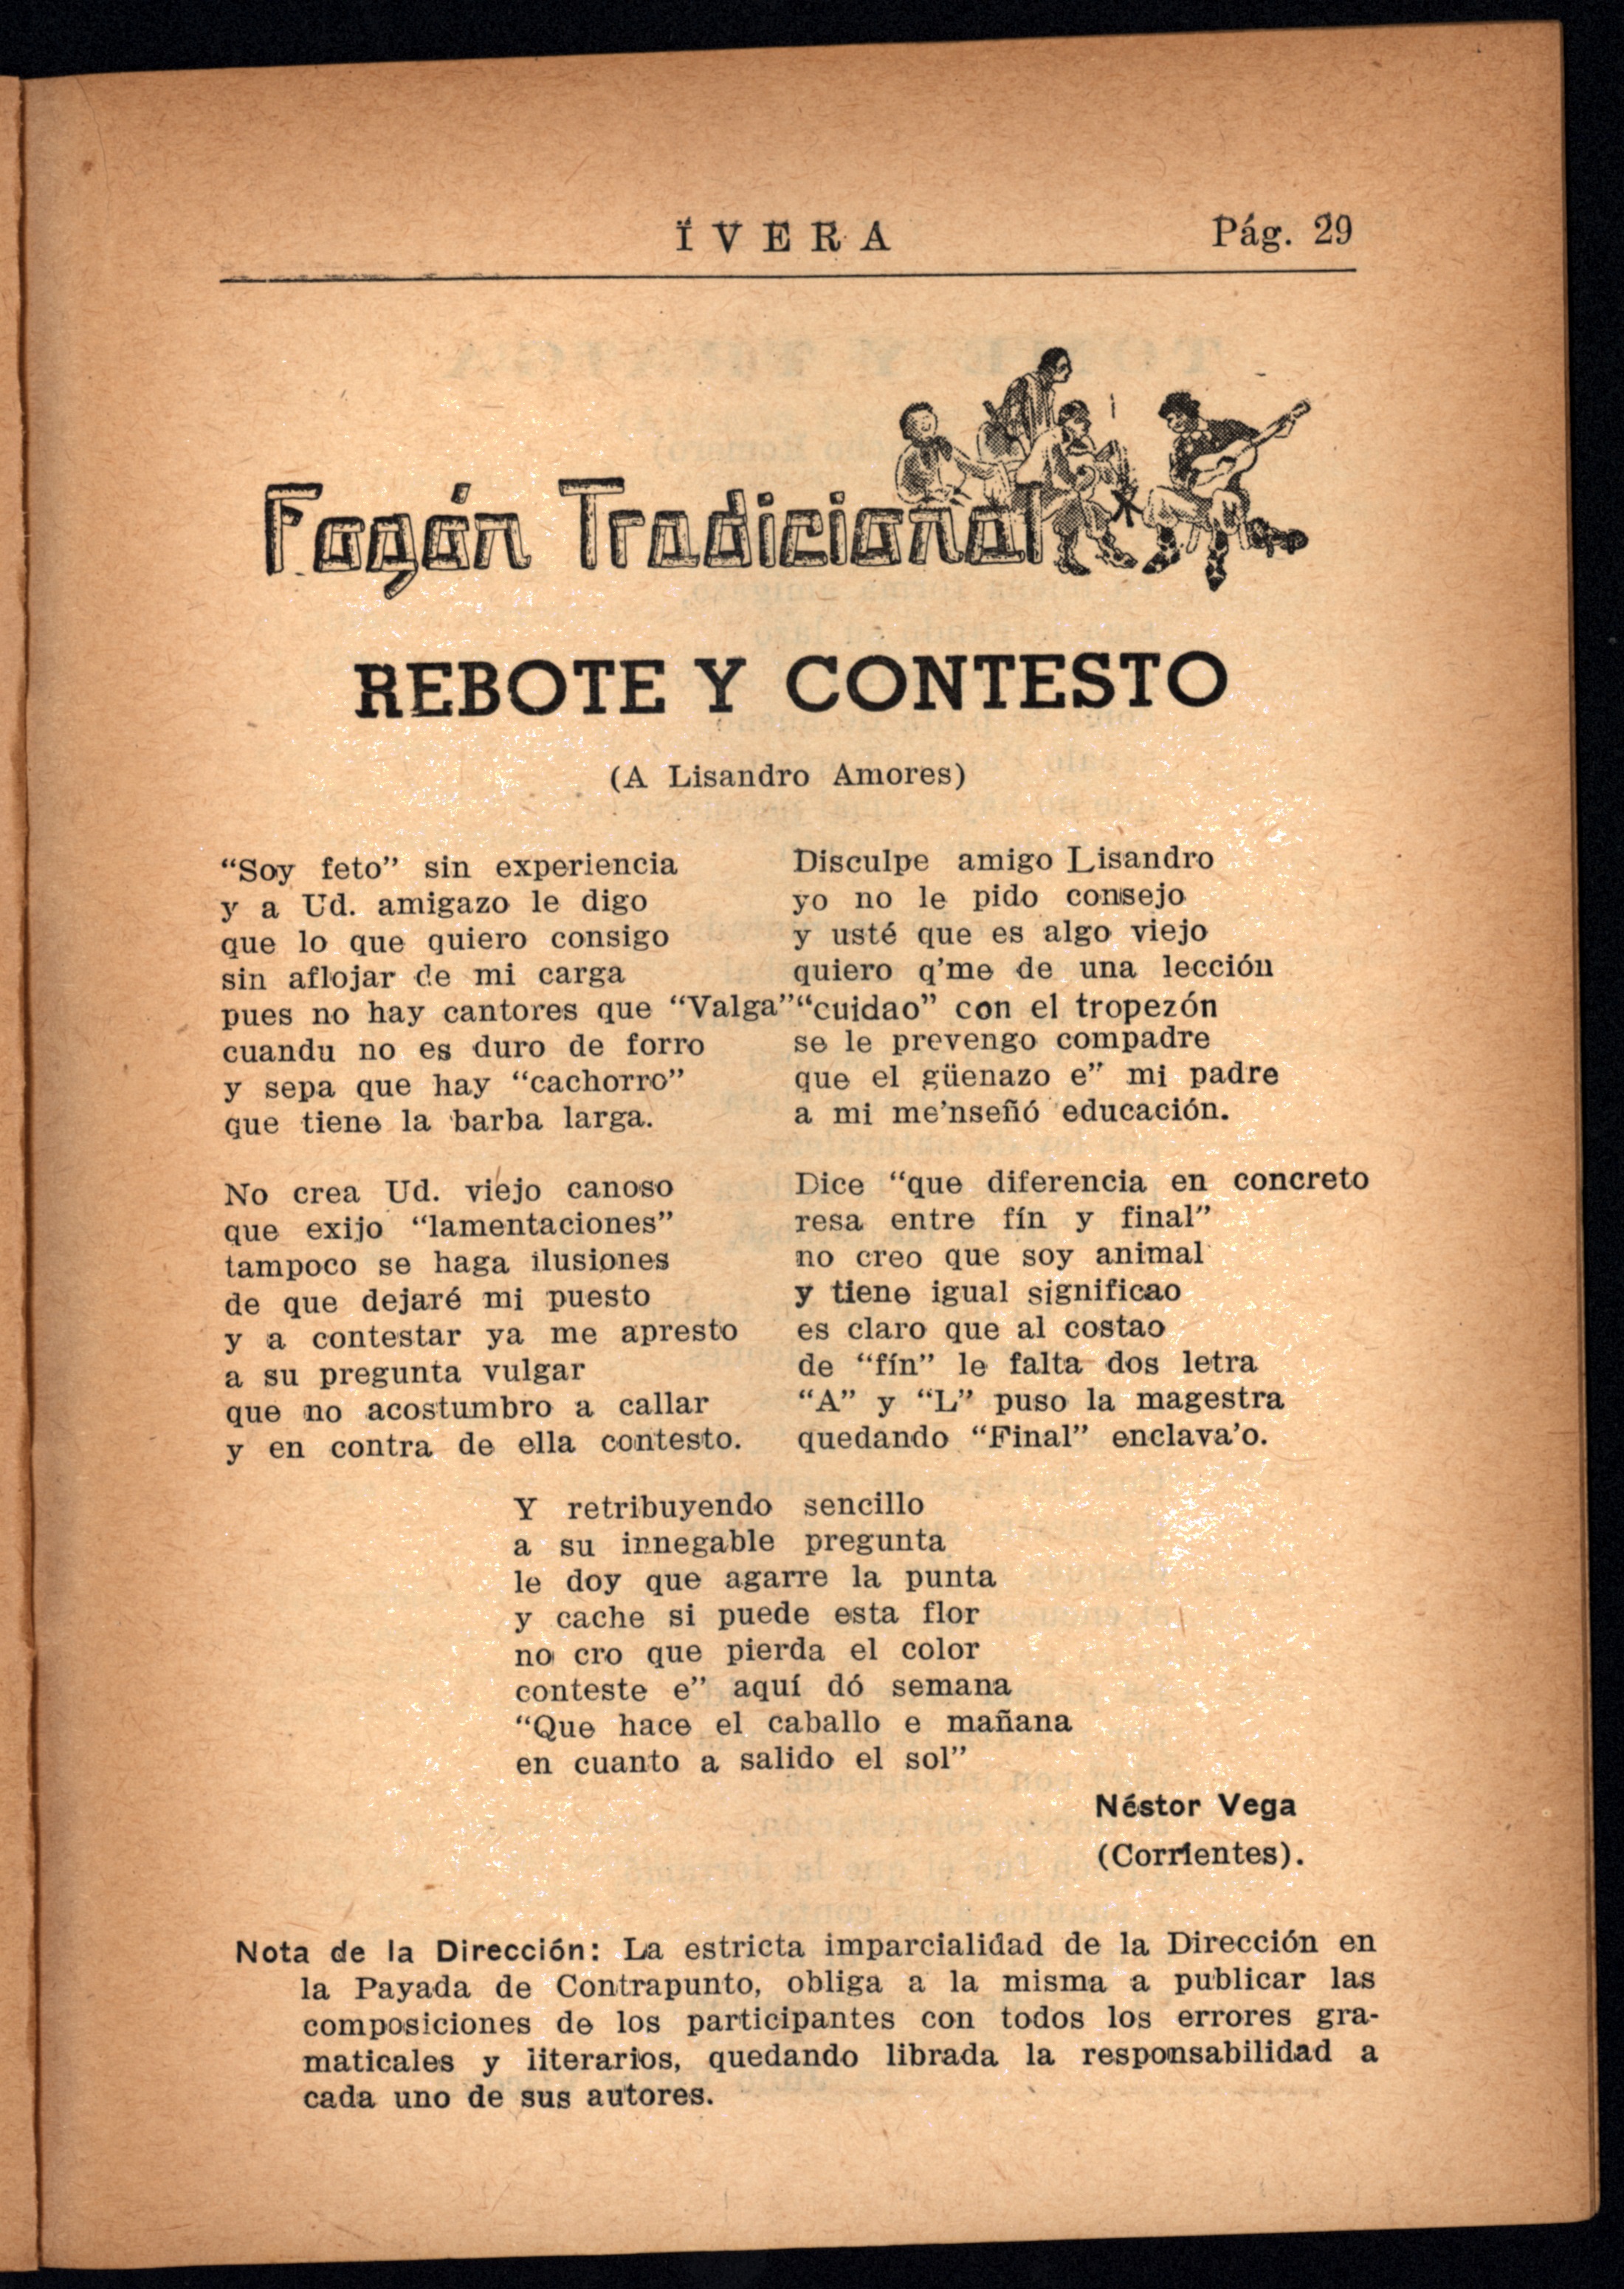 ÏVERA
Pág. 29
Fogón Tradicional
REBOTE Y CONTESTO
(A Lisandro Amores)
“Soy feto” sin experiencia
y a Ud. amigazo le digo
que lo que quiero consigo
sin aflojar de mi carga
pues no hay cantores que “Valga”
cuandu no es duro de forro
y sepa que hay “cachorro”
que tiene la barba larga.
No crea Ud. viejo canoso
que exijo “lamentaciones”
tampoco se haga ilusiones
de que dejaré mi puesto
y a contestar ya me apresto
a su pregunta vulgar
que no acostumbro a callar
y en contra de ella contesto.
Disculpe amigo Lisandro
yo no le pido consejo
y usté que es algo viejo
quiero q’me de una lección
“cuidao” con el tropezón
se le prevengo compadre
que el güenazo e” mi padre
a mi me’nseñó educación.
Dice “que diferencia en concreto
resa entre fín y final”
no creo que soy animal
y tiene igual significao
es claro que al costao
de “fín” le falta dos letra
“A” y “L” puso la magestra
quedando “Final” enclava’o.
Y retribuyendo sencillo
a su innegable pregunta
le doy que agarre la punta
y cache si puede esta flor
no cro que pierda el color
conteste e” aquí dó semana
“Que hace el caballo e mañana
en cuanto a salido el sol”
Néstor Vega
(Corrientes).
Nota de la Dirección: La estricta imparcialidad de la Dirección en
la Payada de Contrapunto, obliga a la misma a publicar las
composiciones de los participantes con todos los errores gra-
maticales y literarios, quedando librada la responsabilidad a
cada uno de sus autores.